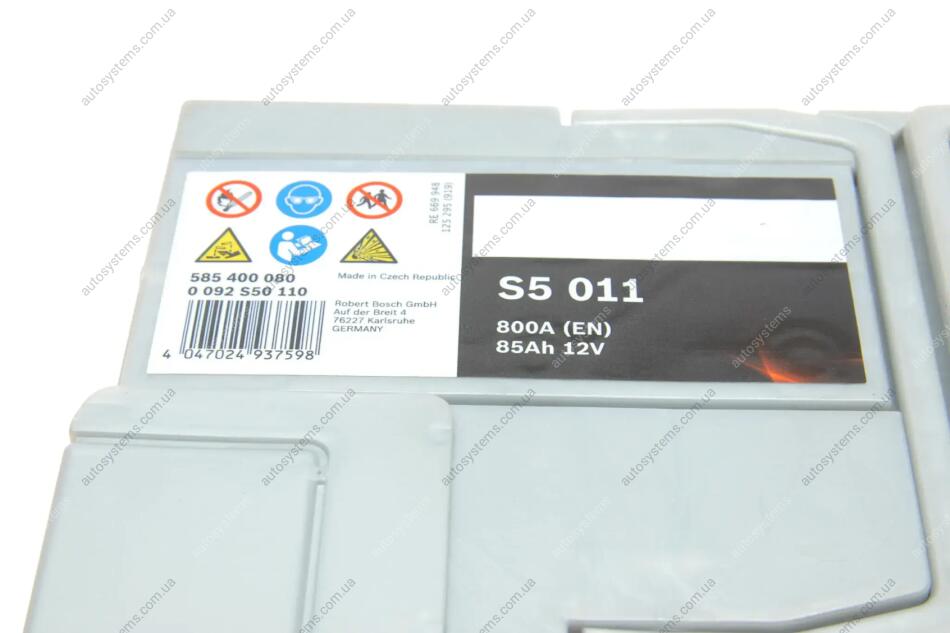 RE 669 948
125 295 (919)
585 400 080
0 092 S50 110
Made in Czech Republic
Robert Bosch GmbH
Auf der Breit 4
76227 Karlsruhe
GERMANY
4 047024 937598
S5 011
800A (EN)
85Ah 12V
autosystems.com.ua